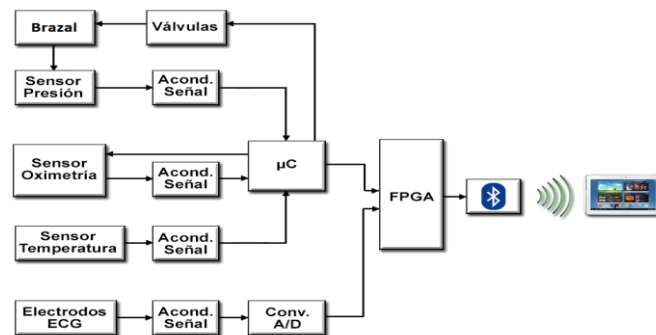 Brazal
Válvulas
Sensor
Presión
Acond.
Señal
Sensor
Oximetría
Acond.
Señal
µC
FPGA
Sensor
Temperatura
Acond.
Señal
Electrodos
ECG
Acond.
Señal
Conv.
A/D